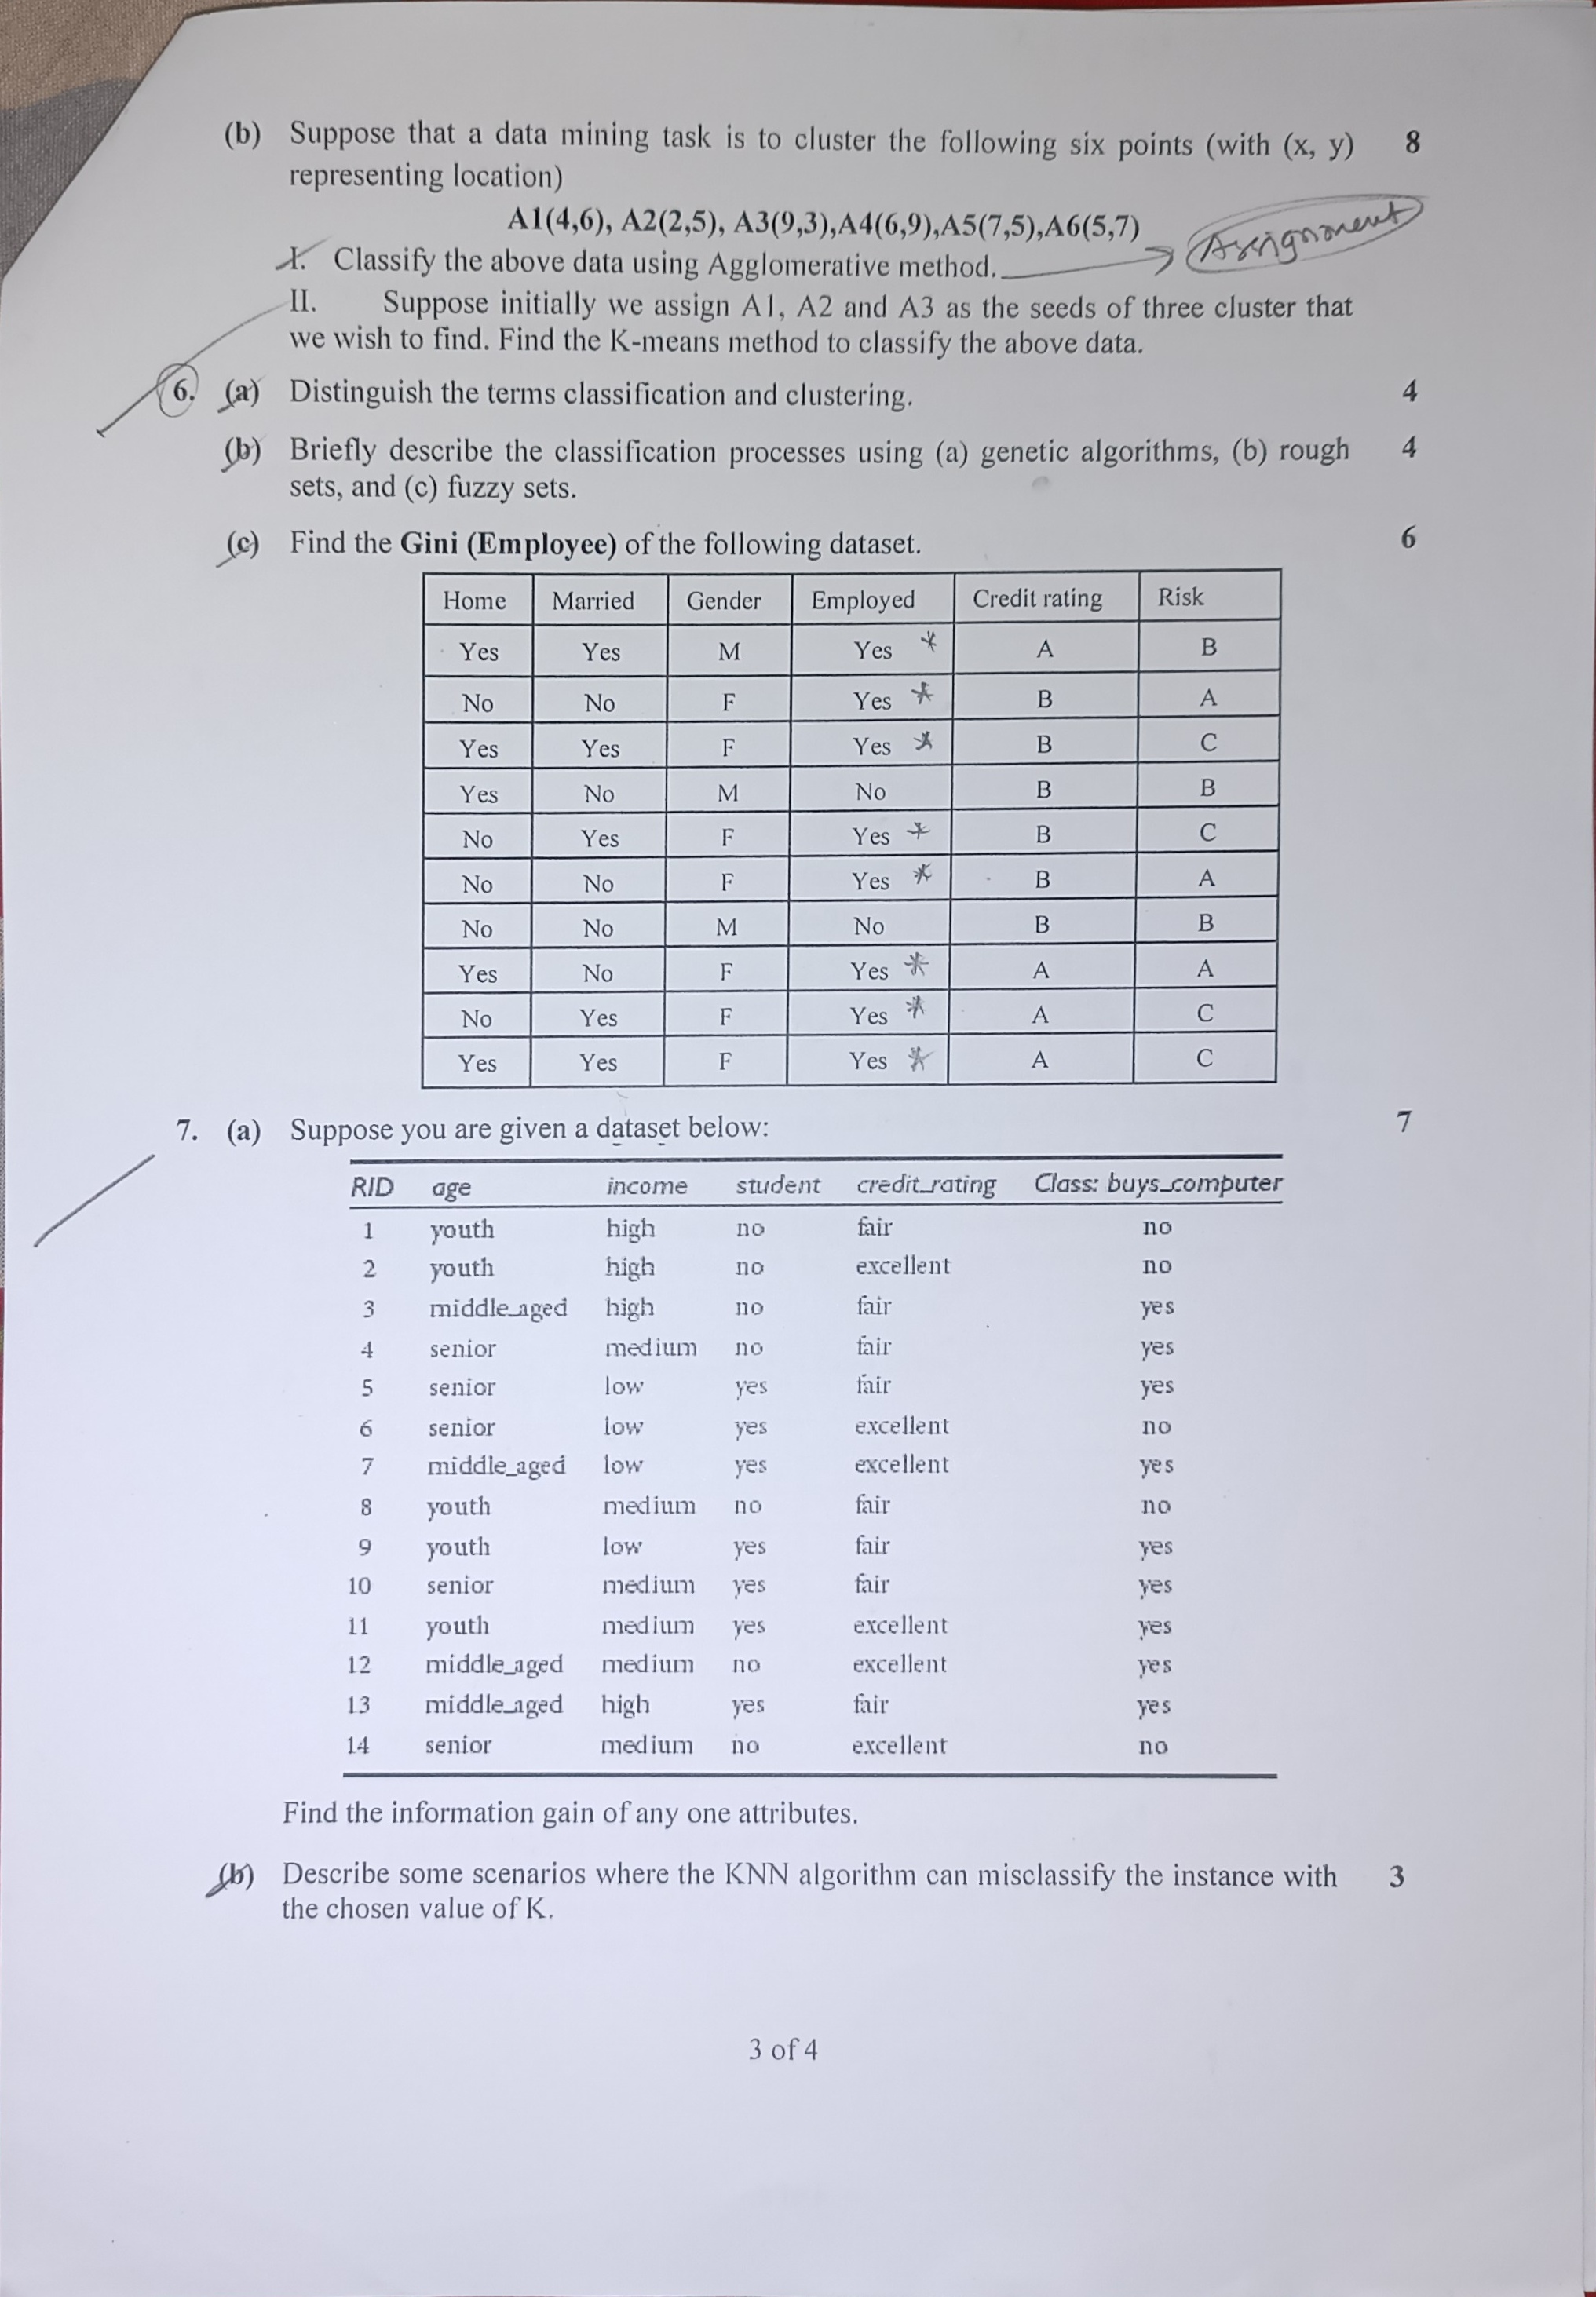 (b) Suppose that a data mining task is to cluster the following six points (with (x, y) 8
representing location)
A1(4,6), A2(2,5), A3(9,3),A4(6,9),A5(7,5),A6(5,7)
Assignment
I. Classify the above data using Agglomerative method.
II. Suppose initially we assign A1, A2 and A3 as the seeds of three cluster that
we wish to find. Find the K-means method to classify the above data.
6. (a) Distinguish the terms classification and clustering. 4
(b) Briefly describe the classification processes using (a) genetic algorithms, (b) rough 4
sets, and (c) fuzzy sets.
(c) Find the Gini (Employee) of the following dataset. 6
Home Married Gender Employed Credit rating Risk
Yes Yes M Yes * A B
No No F Yes * B A
Yes Yes F Yes * B C
Yes No M No B B
No Yes F Yes * B C
No No F Yes * B A
No No M No B B
Yes No F Yes * A A
No Yes F Yes * A C
Yes Yes F Yes * A C
7. (a) Suppose you are given a dataset below: 7
RID age income student credit_rating Class: buys_computer
1 youth high no fair no
2 youth high no excellent no
3 middle_aged high no fair yes
4 senior medium no fair yes
5 senior low yes fair yes
6 senior low yes excellent no
7 middle_aged low yes excellent yes
8 youth medium no fair no
9 youth low yes fair yes
10 senior medium yes fair yes
11 youth medium yes excellent yes
12 middle_aged medium no excellent yes
13 middle_aged high yes fair yes
14 senior medium no excellent no
Find the information gain of any one attributes.
(b) Describe some scenarios where the KNN algorithm can misclassify the instance with 3
the chosen value of K.
3 of 4